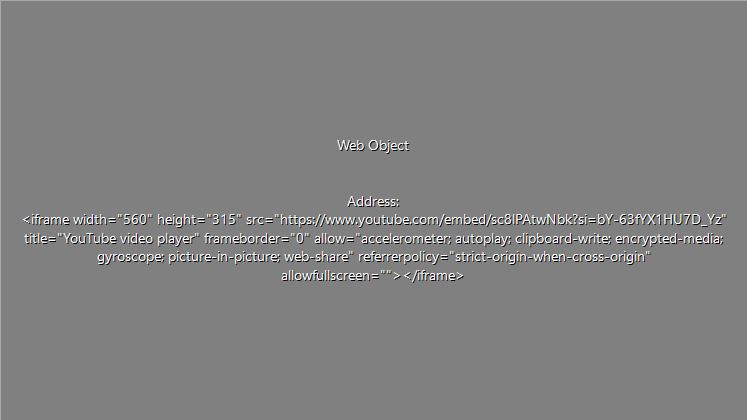 Web Object
Address:
<iframe width="560" height="315" src="https://www.youtube.com/embed/sc8lPAtwNbk?si=bY-63fYX1HU7D_Yz"
title="YouTube video player" frameborder="0" allow="accelerometer; autoplay; clipboard-write; encrypted-media;
gyroscope; picture-in-picture; web-share" referrerpolicy="strict-origin-when-cross-origin"
allowfullscreen=""></iframe>